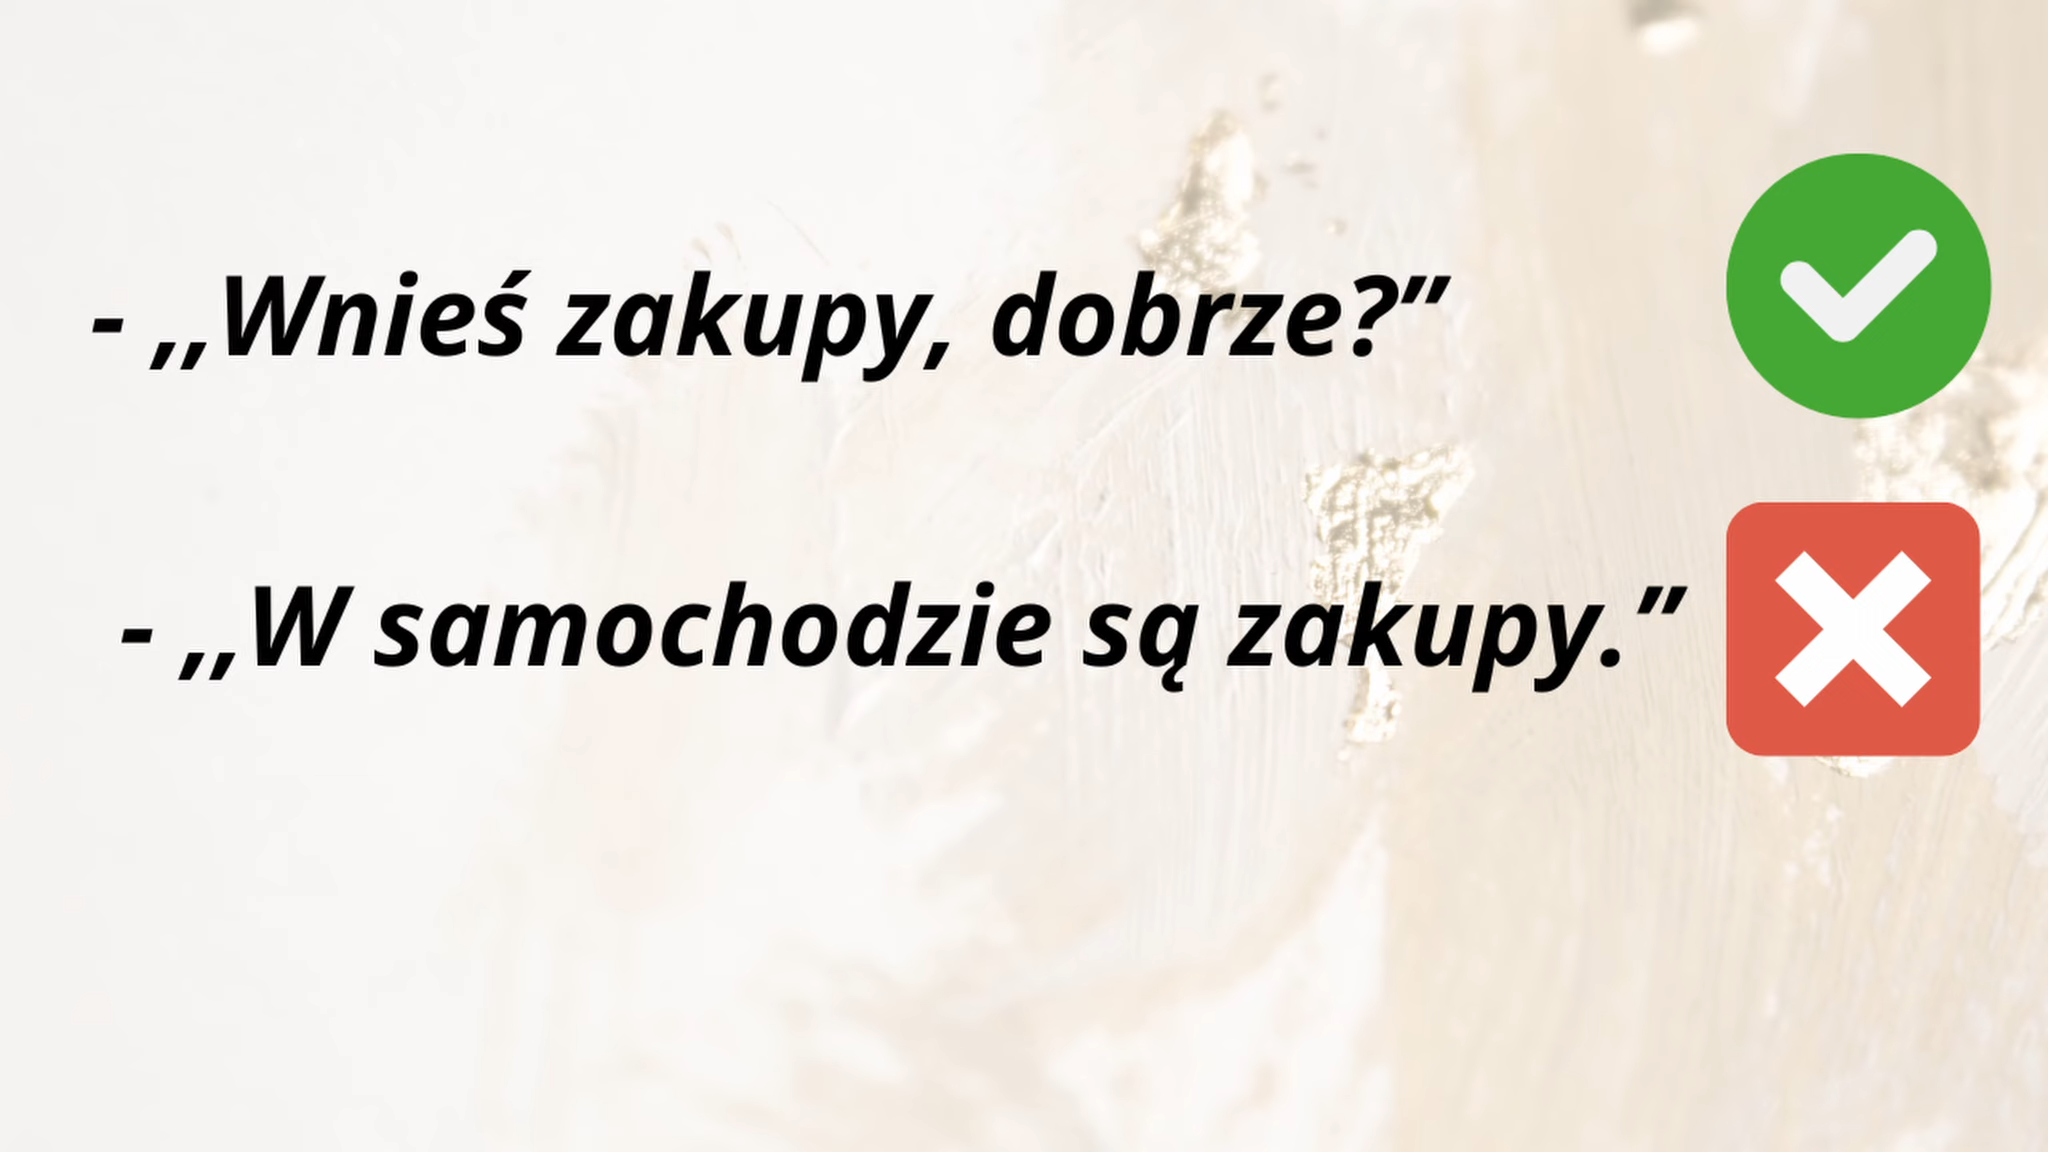 - ,,Wnieś zakupy, dobrze?”
- ,,W samochodzie są zakupy.”